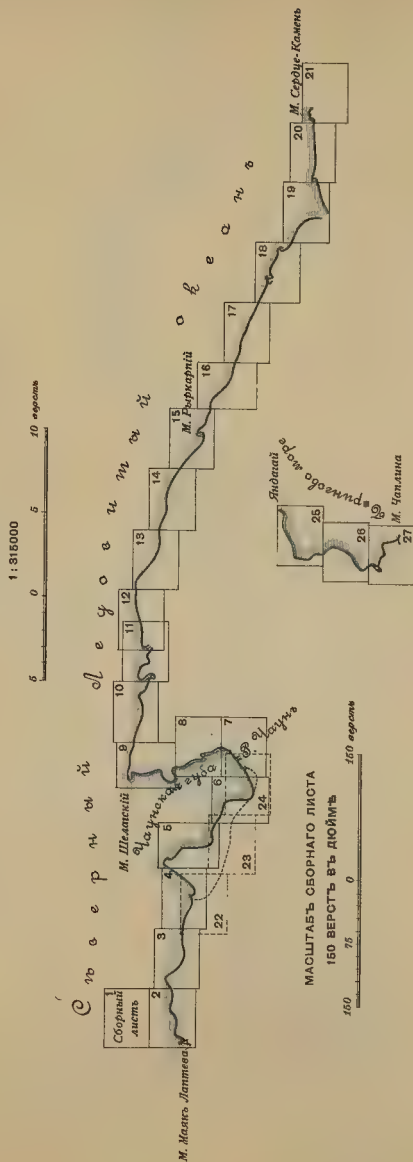 1 : 315000
5 0 5 10 верстъ
Сѣверный Ледовитый океанъ
М. Маякъ Лаптева
1
Сборный
листъ
2
3
4
5
6
7
8
9
10
11
12
13
14
15
16
17
18
19
20
21
22
23
24
М. Шелагскій
Чаунская губа
Р. Чаунъ
М. Рыркарпій
М. Сердце-Камень
Яндагай
25
26
27
Берингово море
М. Чаплина
МАСШТАБЪ СБОРНАГО ЛИСТА
150 ВЕРСТЪ ВЪ ДЮЙМѢ
150 75 0 150 верстъ